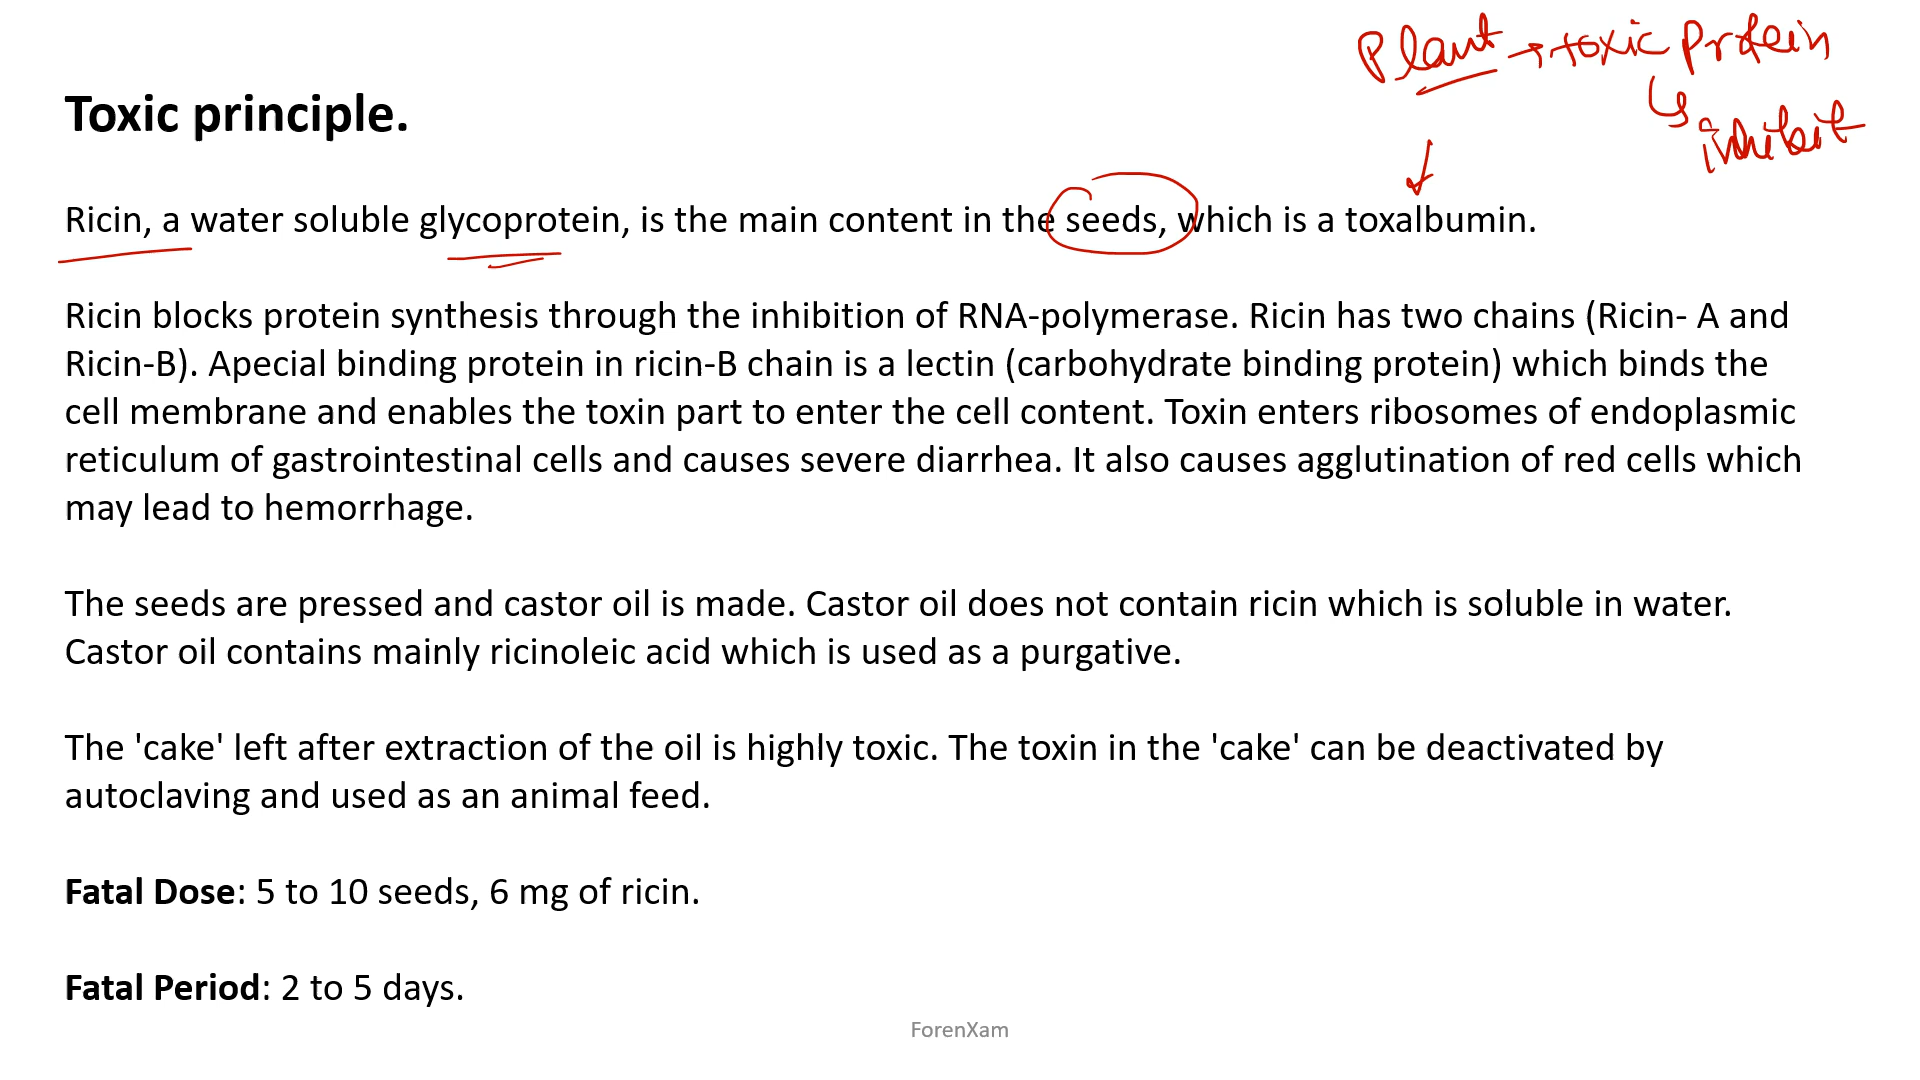 Plant → toxic protein
↳ inhibit
Toxic principle.
Ricin, a water soluble glycoprotein, is the main content in the seeds, which is a toxalbumin.
Ricin blocks protein synthesis through the inhibition of RNA-polymerase. Ricin has two chains (Ricin- A and
Ricin-B). Apecial binding protein in ricin-B chain is a lectin (carbohydrate binding protein) which binds the
cell membrane and enables the toxin part to enter the cell content. Toxin enters ribosomes of endoplasmic
reticulum of gastrointestinal cells and causes severe diarrhea. It also causes agglutination of red cells which
may lead to hemorrhage.
The seeds are pressed and castor oil is made. Castor oil does not contain ricin which is soluble in water.
Castor oil contains mainly ricinoleic acid which is used as a purgative.
The 'cake' left after extraction of the oil is highly toxic. The toxin in the 'cake' can be deactivated by
autoclaving and used as an animal feed.
Fatal Dose: 5 to 10 seeds, 6 mg of ricin.
Fatal Period: 2 to 5 days.
ForenXam